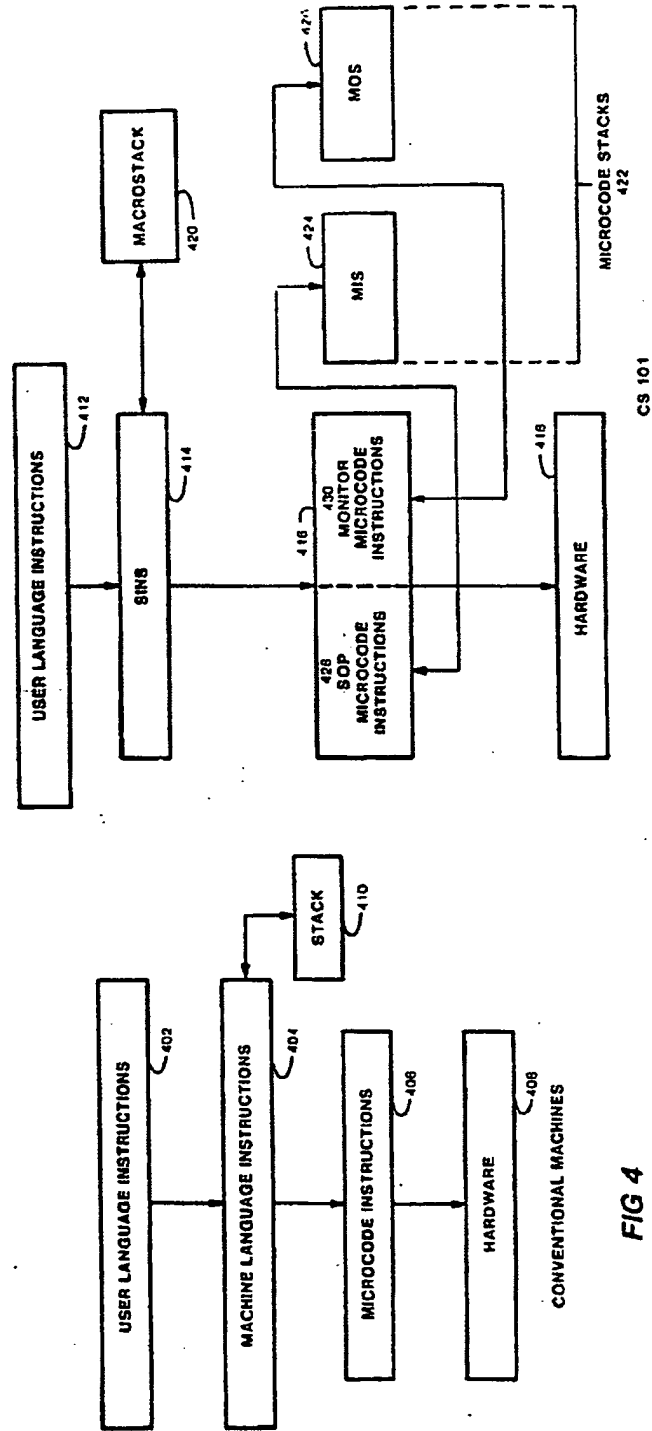 USER LANGUAGE INSTRUCTIONS
402
MACHINE LANGUAGE INSTRUCTIONS
404
STACK
410
MICROCODE INSTRUCTIONS
406
HARDWARE
408
CONVENTIONAL MACHINES
USER LANGUAGE INSTRUCTIONS
412
SINS
414
MACROSTACK
420
416
428
SOP
MICROCODE
INSTRUCTIONS
430
MONITOR
MICROCODE
INSTRUCTIONS
MIS
424
MOS
MICROCODE STACKS
422
HARDWARE
418
CS 101
FIG 4